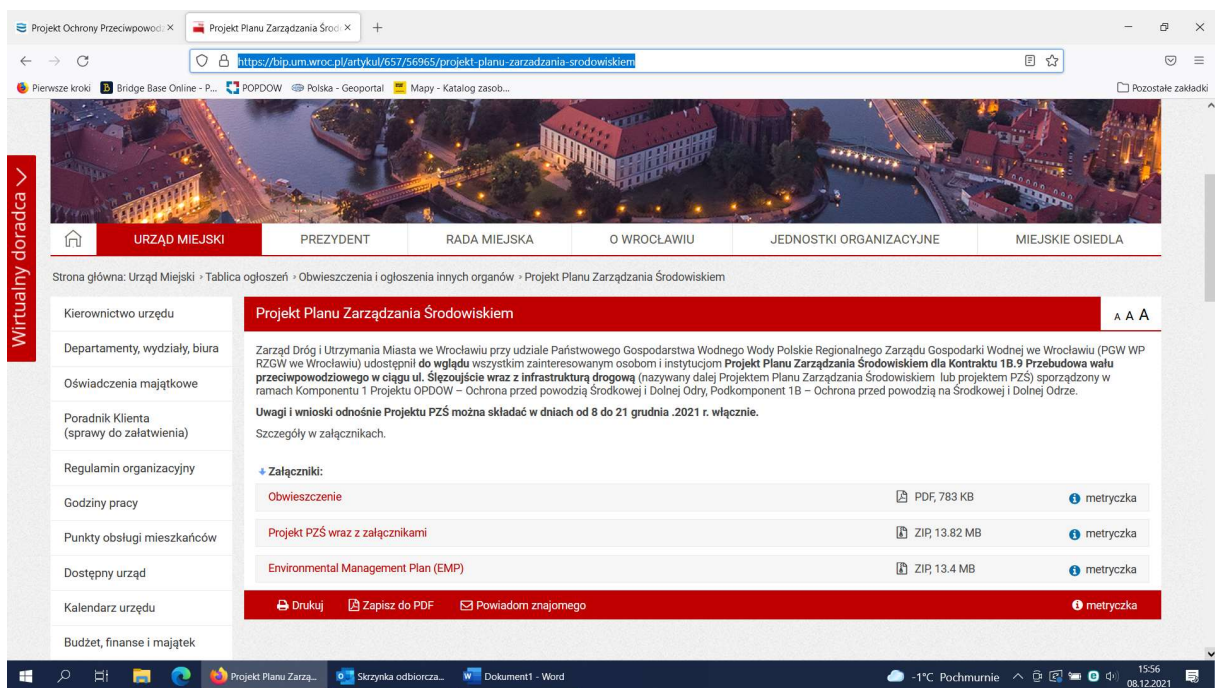 Projekt Ochrony Przeciwpowod
Projekt Planu Zarządzania Środ
https://bip.um.wroc.pl/artykul/657/56965/projekt-planu-zarzadzania-srodowiskiem
Pierwsze kroki Bridge Base Online - P... POPDOW Polska - Geoportal Mapy - Katalog zasob... Pozostałe zakładki
Wirtualny doradca
URZĄD MIEJSKI PREZYDENT RADA MIEJSKA O WROCŁAWIU JEDNOSTKI ORGANIZACYJNE MIEJSKIE OSIEDLA
Strona główna: Urząd Miejski › Tablica ogłoszeń › Obwieszczenia i ogłoszenia innych organów › Projekt Planu Zarządzania Środowiskiem
Kierownictwo urzędu
Departamenty, wydziały, biura
Oświadczenia majątkowe
Poradnik Klienta
(sprawy do załatwienia)
Regulamin organizacyjny
Godziny pracy
Punkty obsługi mieszkańców
Dostępny urząd
Kalendarz urzędu
Budżet, finanse i majątek
Projekt Planu Zarządzania Środowiskiem
A A A
Zarząd Dróg i Utrzymania Miasta we Wrocławiu przy udziale Państwowego Gospodarstwa Wodnego Wody Polskie Regionalnego Zarządu Gospodarki Wodnej we Wrocławiu (PGW WP
RZGW we Wrocławiu) udostępnił do wglądu wszystkim zainteresowanym osobom i instytucjom Projekt Planu Zarządzania Środowiskiem dla Kontraktu 1B.9 Przebudowa wału
przeciwpowodziowego w ciągu ul. Ślęzoujście wraz z infrastrukturą drogową (nazywany dalej Projektem Planu Zarządzania Środowiskiem lub projektem PZŚ) sporządzony w
ramach Komponentu 1 Projektu OPDOW – Ochrona przed powodzią Środkowej i Dolnej Odry, Podkomponent 1B – Ochrona przed powodzią na Środkowej i Dolnej Odrze.
Uwagi i wnioski odnośnie Projektu PZŚ można składać w dniach od 8 do 21 grudnia .2021 r. włącznie.
Szczegóły w załącznikach.
Załączniki:
Obwieszczenie PDF, 783 KB metryczka
Projekt PZŚ wraz z załącznikami ZIP, 13.82 MB metryczka
Environmental Management Plan (EMP) ZIP, 13.4 MB metryczka
Drukuj Zapisz do PDF Powiadom znajomego metryczka
Projekt Planu Zarzą... Skrzynka odbiorcza... Dokument1 - Word -1°C Pochmurnie 15:56
08.12.2021